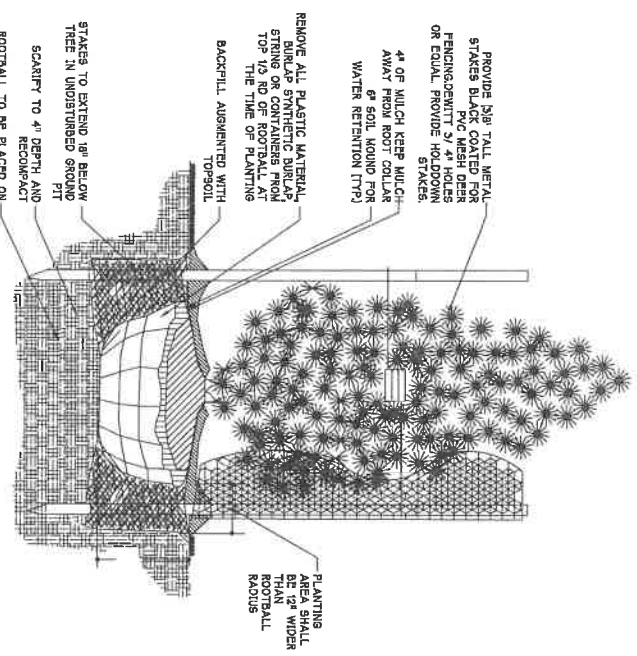 PROVIDE [3]8' TALL METAL
STAKES BLACK COATED FOR
PVC MESH DEER
FENCING.DEWITT 3/ 4" HOLES
OR EQUAL. PROVIDE HOLDDOWN
STAKES.
4" OF MULCH KEEP MULCH
AWAY FROM ROOT COLLAR
6" SOIL MOUND FOR
WATER RETENTION [TYP.]
REMOVE ALL PLASTIC MATERIAL,
BURLAP, SYNTHETIC BURLAP,
STRING OR CONTAINERS FROM
TOP 1/3 RD OF ROOTBALL AT
THE TIME OF PLANTING
BACKFILL AUGMENTED WITH
TOPSOIL
STAKES TO EXTEND 18" BELOW
TREE IN UNDISTURBED GROUND
PIT
SCARIFY TO 4" DEPTH AND
RECOMPACT
ROOTBALL TO BE PLACED ON
PLANTING
AREA SHALL
BE 12" WIDER
THAN
ROOTBALL
RADIUS